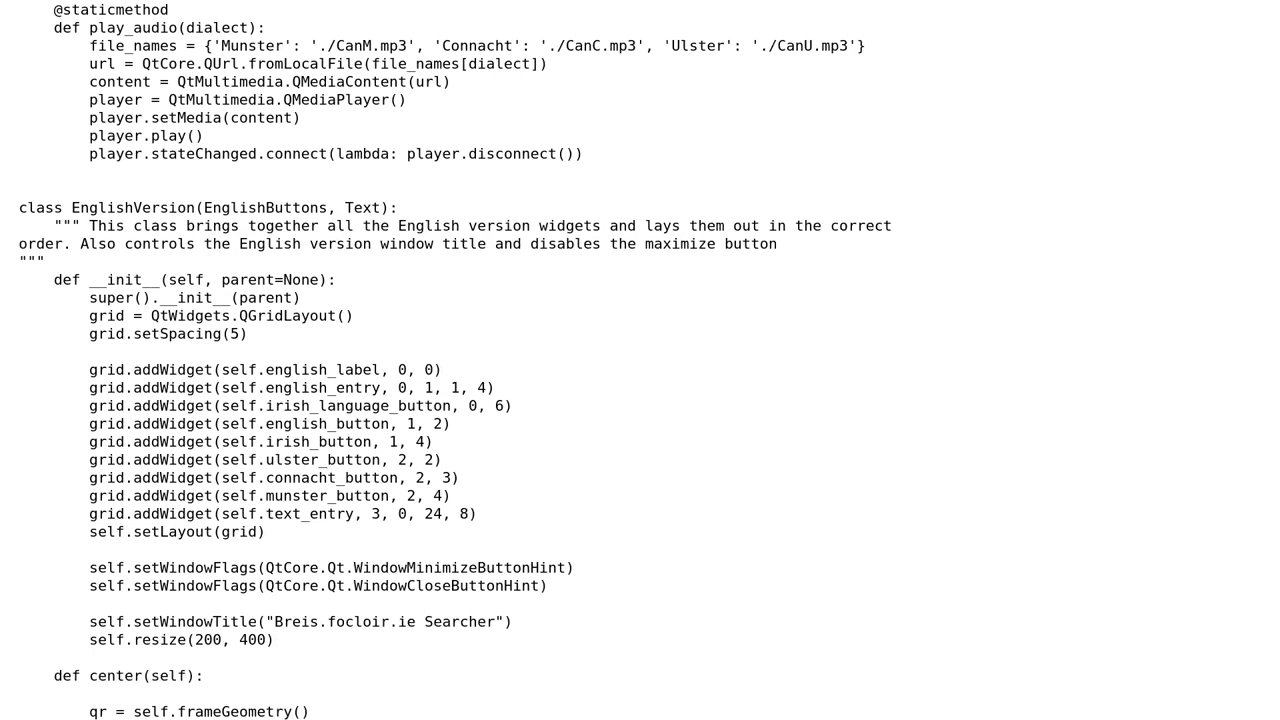 @staticmethod
    def play_audio(dialect):
        file_names = {'Munster': './CanM.mp3', 'Connacht': './CanC.mp3', 'Ulster': './CanU.mp3'}
        url = QtCore.QUrl.fromLocalFile(file_names[dialect])
        content = QtMultimedia.QMediaContent(url)
        player = QtMultimedia.QMediaPlayer()
        player.setMedia(content)
        player.play()
        player.stateChanged.connect(lambda: player.disconnect())


class EnglishVersion(EnglishButtons, Text):
    """ This class brings together all the English version widgets and lays them out in the correct
order. Also controls the English version window title and disables the maximize button
"""
    def __init__(self, parent=None):
        super().__init__(parent)
        grid = QtWidgets.QGridLayout()
        grid.setSpacing(5)

        grid.addWidget(self.english_label, 0, 0)
        grid.addWidget(self.english_entry, 0, 1, 1, 4)
        grid.addWidget(self.irish_language_button, 0, 6)
        grid.addWidget(self.english_button, 1, 2)
        grid.addWidget(self.irish_button, 1, 4)
        grid.addWidget(self.ulster_button, 2, 2)
        grid.addWidget(self.connacht_button, 2, 3)
        grid.addWidget(self.munster_button, 2, 4)
        grid.addWidget(self.text_entry, 3, 0, 24, 8)
        self.setLayout(grid)

        self.setWindowFlags(QtCore.Qt.WindowMinimizeButtonHint)
        self.setWindowFlags(QtCore.Qt.WindowCloseButtonHint)

        self.setWindowTitle("Breis.focloir.ie Searcher")
        self.resize(200, 400)

    def center(self):

        qr = self.frameGeometry()